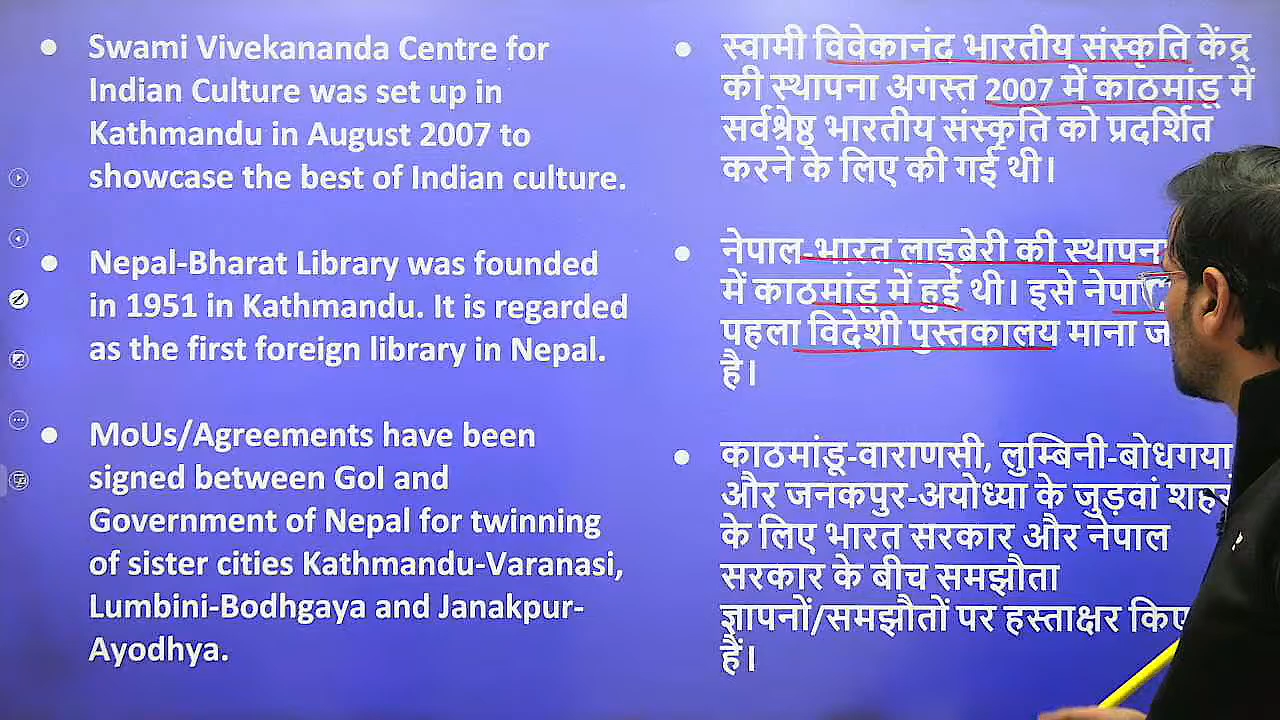 Swami Vivekananda Centre for
Indian Culture was set up in
Kathmandu in August 2007 to
showcase the best of Indian culture.
Nepal-Bharat Library was founded
in 1951 in Kathmandu. It is regarded
as the first foreign library in Nepal.
MoUs/Agreements have been
signed between GoI and
Government of Nepal for twinning
of sister cities Kathmandu-Varanasi,
Lumbini-Bodhgaya and Janakpur-
Ayodhya.
स्वामी विवेकानंद भारतीय संस्कृति केंद्र
की स्थापना अगस्त 2007 में काठमांडू में
सर्वश्रेष्ठ भारतीय संस्कृति को प्रदर्शित
करने के लिए की गई थी।
नेपाल-भारत लाइब्रेरी की
में काठमांडू में हुई थी। इसे
पहला विदेशी पुस्तकालय माना
है।
काठमांडू-वाराणसी, लुम्बिनी-बोधगया
और जनकपुर-अयोध्या के जुड़वां
के लिए भारत सरकार और नेपाल
सरकार के बीच समझौता
ज्ञापनों/समझौतों पर हस्ताक्षर किए
हैं।